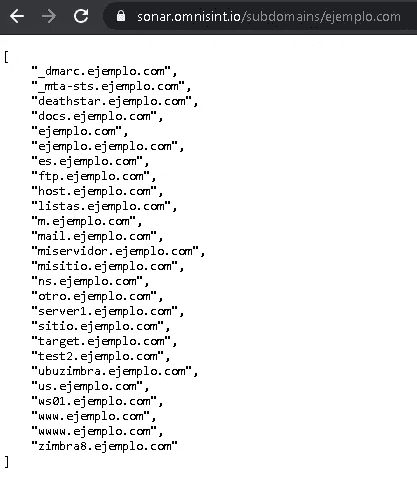 sonar.omnisint.io/subdomains/ejemplo.com
[
"_dmarc.ejemplo.com",
"_mta-sts.ejemplo.com",
"deathstar.ejemplo.com",
"docs.ejemplo.com",
"ejemplo.com",
"ejemplo.ejemplo.com",
"es.ejemplo.com",
"ftp.ejemplo.com",
"host.ejemplo.com",
"listas.ejemplo.com",
"m.ejemplo.com",
"mail.ejemplo.com",
"miservidor.ejemplo.com",
"misitio.ejemplo.com",
"ns.ejemplo.com",
"otro.ejemplo.com",
"server1.ejemplo.com",
"sitio.ejemplo.com",
"target.ejemplo.com",
"test2.ejemplo.com",
"ubuzimbra.ejemplo.com",
"us.ejemplo.com",
"ws01.ejemplo.com",
"www.ejemplo.com",
"wwww.ejemplo.com",
"zimbra8.ejemplo.com"
]